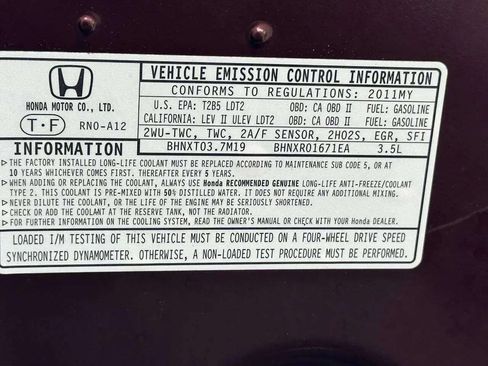 HONDA MOTOR CO., LTD.
T·F RN0-A12
VEHICLE EMISSION CONTROL INFORMATION
CONFORMS TO REGULATIONS: 2011MY
U.S. EPA: T2B5 LDT2 OBD: CA OBD II FUEL: GASOLINE
CALIFORNIA: LEV II ULEV LDT2 OBD: CA OBD II FUEL: GASOLINE
2WU-TWC, TWC, 2A/F SENSOR, 2HO2S, EGR, SFI
BHNXT03.7M19 BHNXR01671EA 3.5L
INFORMATION
▷THE FACTORY INSTALLED LONG-LIFE COOLANT MUST BE REPLACED ACCORDING TO MAINTENANCE SUB CODE 5, OR AT
10 YEARS WHICHEVER COMES FIRST. THEREAFTER EVERY 5 YEARS.
▷WHEN ADDING OR REPLACING THE COOLANT, ALWAYS USE Honda RECOMMENDED GENUINE LONG-LIFE ANTI-FREEZE/COOLANT
TYPE 2. THIS COOLANT IS PRE-MIXED WITH 50% DISTILLED WATER. IT DOES NOT REQUIRE ANY ADDITIONAL MIXING.
▷NEVER DILUTE THE COOLANT, OR THE LIFE OF THE ENGINE MAY BE SERIOUSLY SHORTENED.
▷CHECK OR ADD THE COOLANT AT THE RESERVE TANK, NOT THE RADIATOR.
▷FOR FURTHER INFORMATION ON THE COOLING SYSTEM, READ THE OWNER'S MANUAL OR CHECK WITH YOUR Honda DEALER.
LOADED I/M TESTING OF THIS VEHICLE MUST BE CONDUCTED ON A FOUR-WHEEL DRIVE SPEED
SYNCHRONIZED DYNAMOMETER. OTHERWISE, A NON-LOADED TEST PROCEDURE MUST BE PERFORMED.